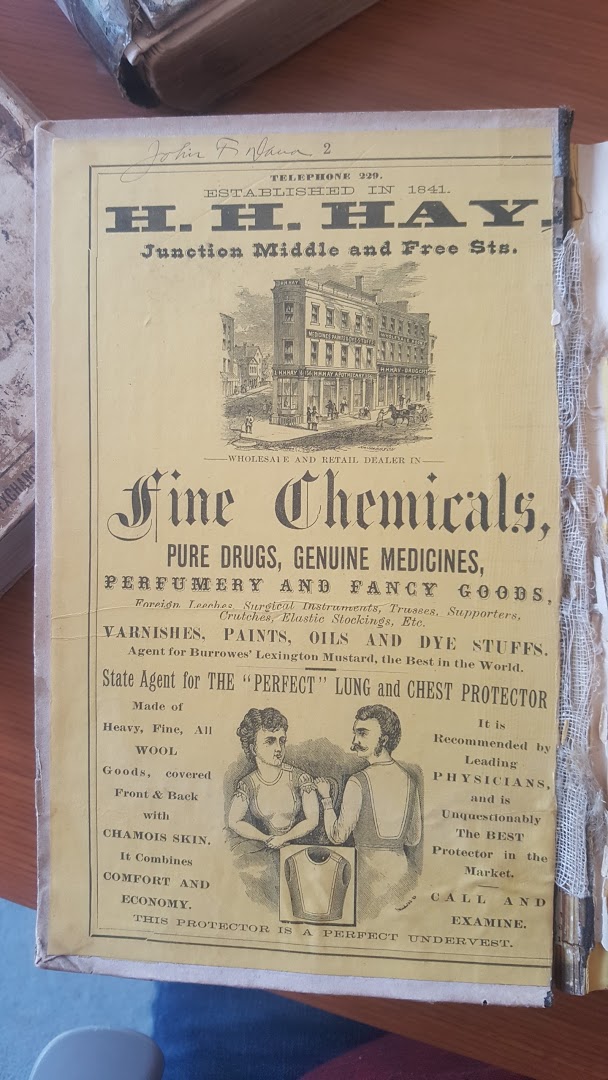 John F Dana 2
TELEPHONE 229.
ESTABLISHED IN 1841.
H. H. HAY.
Junction Middle and Free Sts.
WHOLESALE AND RETAIL DEALER IN
Fine Chemicals,
PURE DRUGS, GENUINE MEDICINES,
PERFUMERY AND FANCY GOODS,
Foreign Leeches, Surgical Instruments, Trusses, Supporters,
Crutches, Elastic Stockings, Etc.
VARNISHES, PAINTS, OILS AND DYE STUFFS.
Agent for Burrowes' Lexington Mustard, the Best in the World.
State Agent for THE "PERFECT" LUNG and CHEST PROTECTOR
Made of
Heavy, Fine, All
WOOL
Goods, covered
Front & Back
with
CHAMOIS SKIN.
It Combines
COMFORT AND
ECONOMY.
It is
Recommended by
Leading
PHYSICIANS,
and is
Unquestionably
The BEST
Protector in the
Market.
CALL AND
EXAMINE.
THIS PROTECTOR IS A PERFECT UNDERVEST.